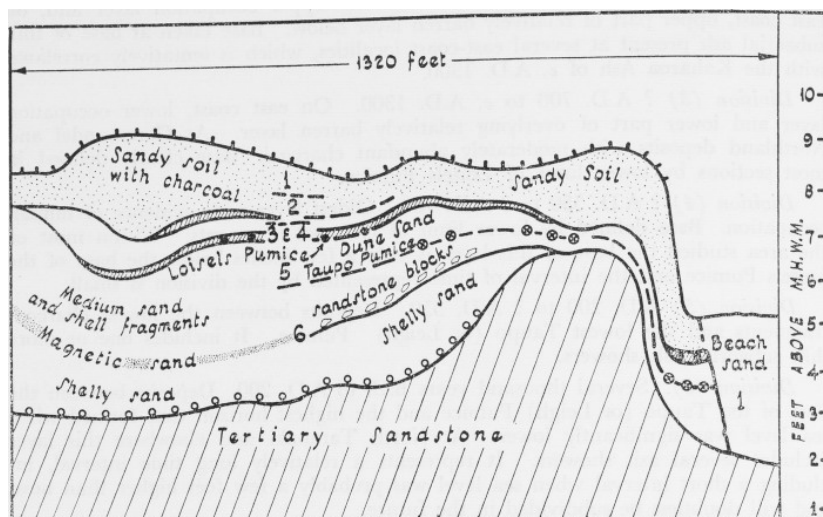 1320 feet
10
9
8
7
6
5
4
3
2
1
FEET ABOVE M.H.W.M.
Sandy soil
with charcoal
1
2
Sandy Soil
3 & 4
Loisels Pumice
Dune sand
5 Taupo Pumice
Medium sand
and shell fragments
sandstone blocks
6
Shelly sand
Magnetic sand
Shelly sand
Beach
sand
1
Tertiary Sandstone